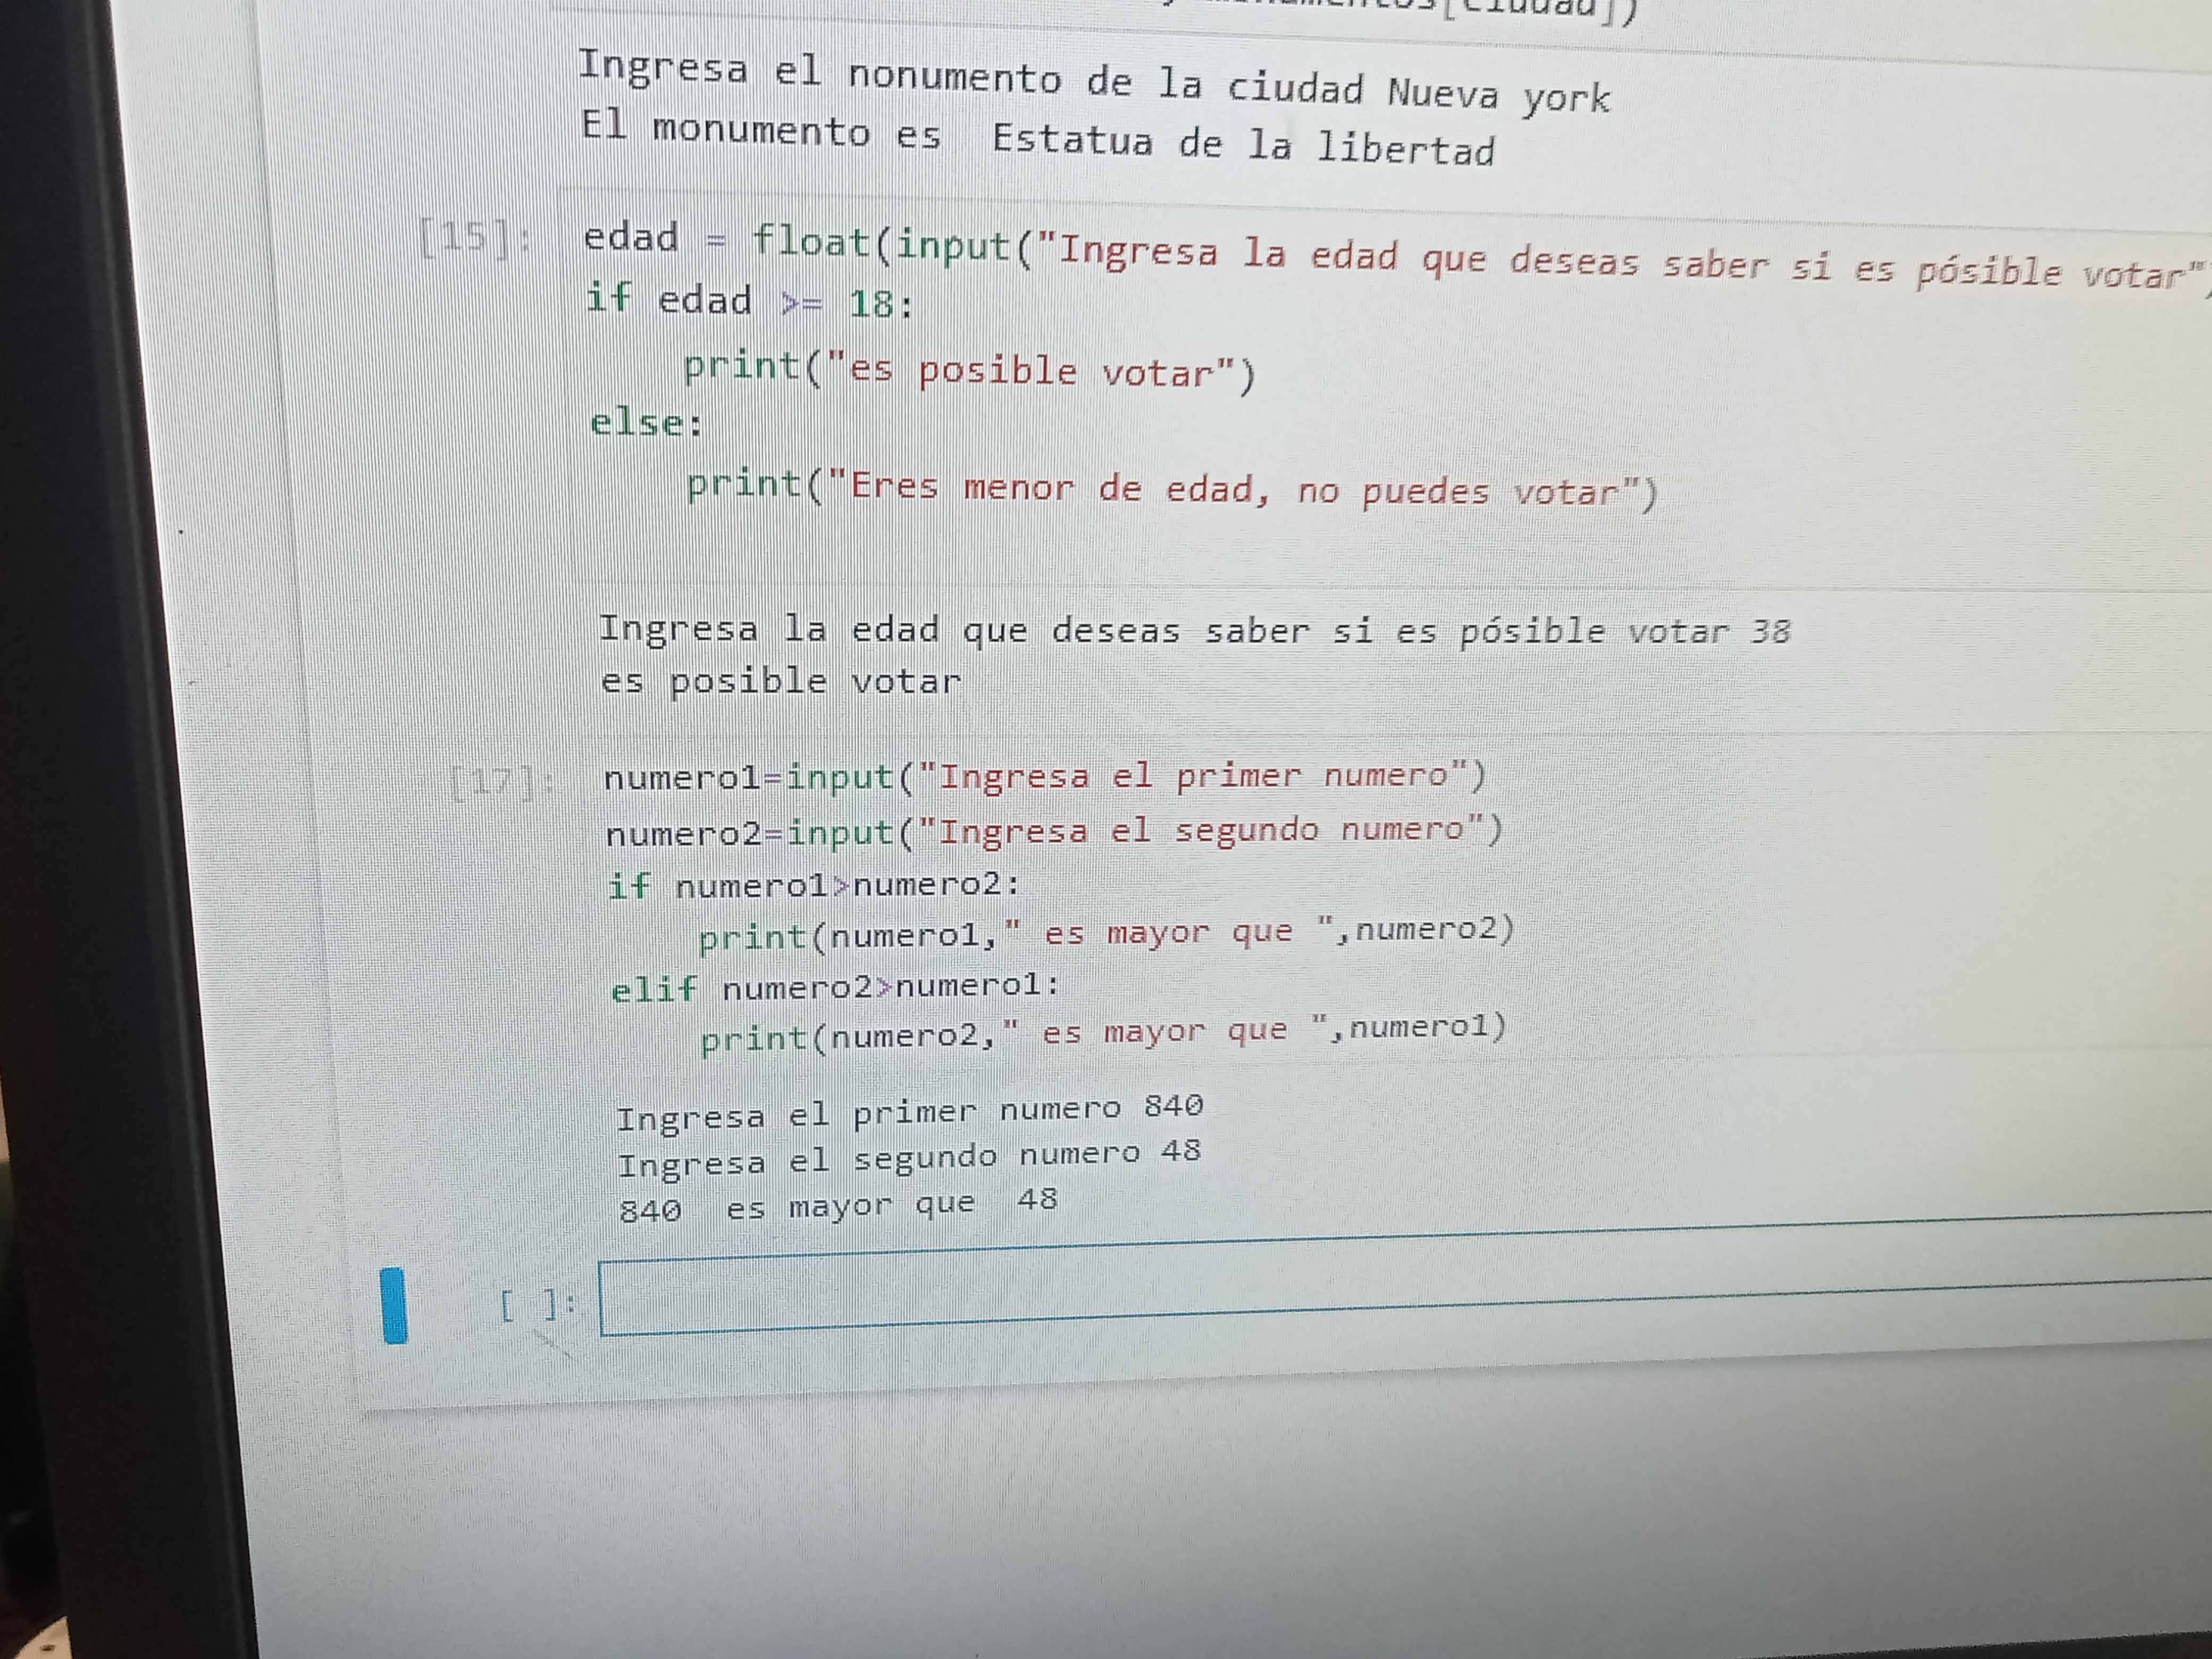 [ciudad])
Ingresa el nonumento de la ciudad Nueva york
El monumento es  Estatua de la libertad
[15]: edad = float(input("Ingresa la edad que deseas saber si es pósible votar")
if edad >= 18:
    print("es posible votar")
else:
    print("Eres menor de edad, no puedes votar")
Ingresa la edad que deseas saber si es pósible votar 38
es posible votar
[17]: numero1=input("Ingresa el primer numero")
numero2=input("Ingresa el segundo numero")
if numero1>numero2:
    print(numero1," es mayor que ",numero2)
elif numero2>numero1:
    print(numero2," es mayor que ",numero1)
Ingresa el primer numero 840
Ingresa el segundo numero 48
840  es mayor que  48
[ ]: